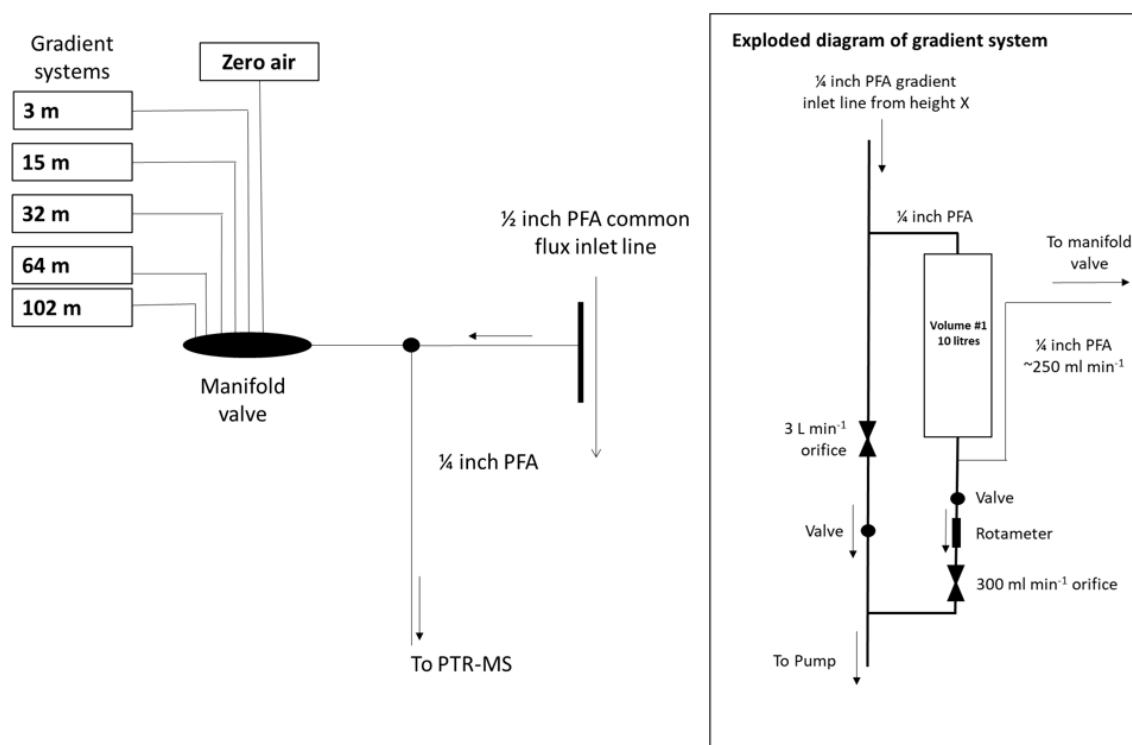 Gradient
systems
Zero air
3 m
15 m
32 m
64 m
102 m
½ inch PFA common
flux inlet line
Manifold
valve
¼ inch PFA
To PTR-MS
Exploded diagram of gradient system
¼ inch PFA gradient
inlet line from height X
¼ inch PFA
To manifold
valve
Volume #1
10 litres
¼ inch PFA
~250 ml min⁻¹
3 L min⁻¹
orifice
Valve
Valve
Rotameter
300 ml min⁻¹ orifice
To Pump